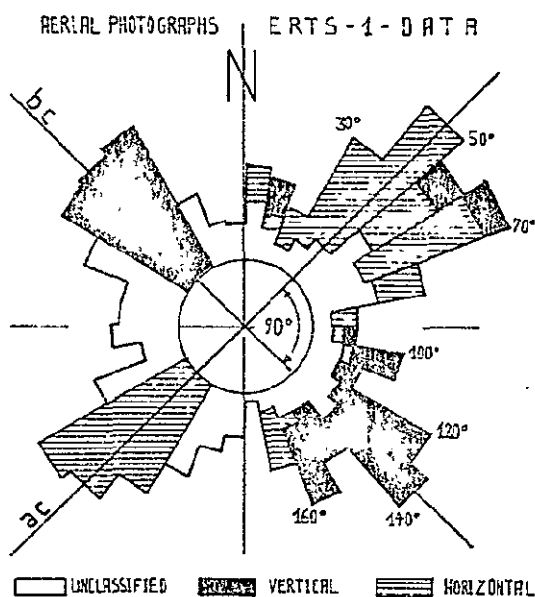 AERIAL PHOTOGRAPHS ERTS-1-DATA
N
bc
30°
50°
70°
90°
100°
120°
ac
160°
140°
UNCLASSIFIED VERTICAL HORIZONTAL